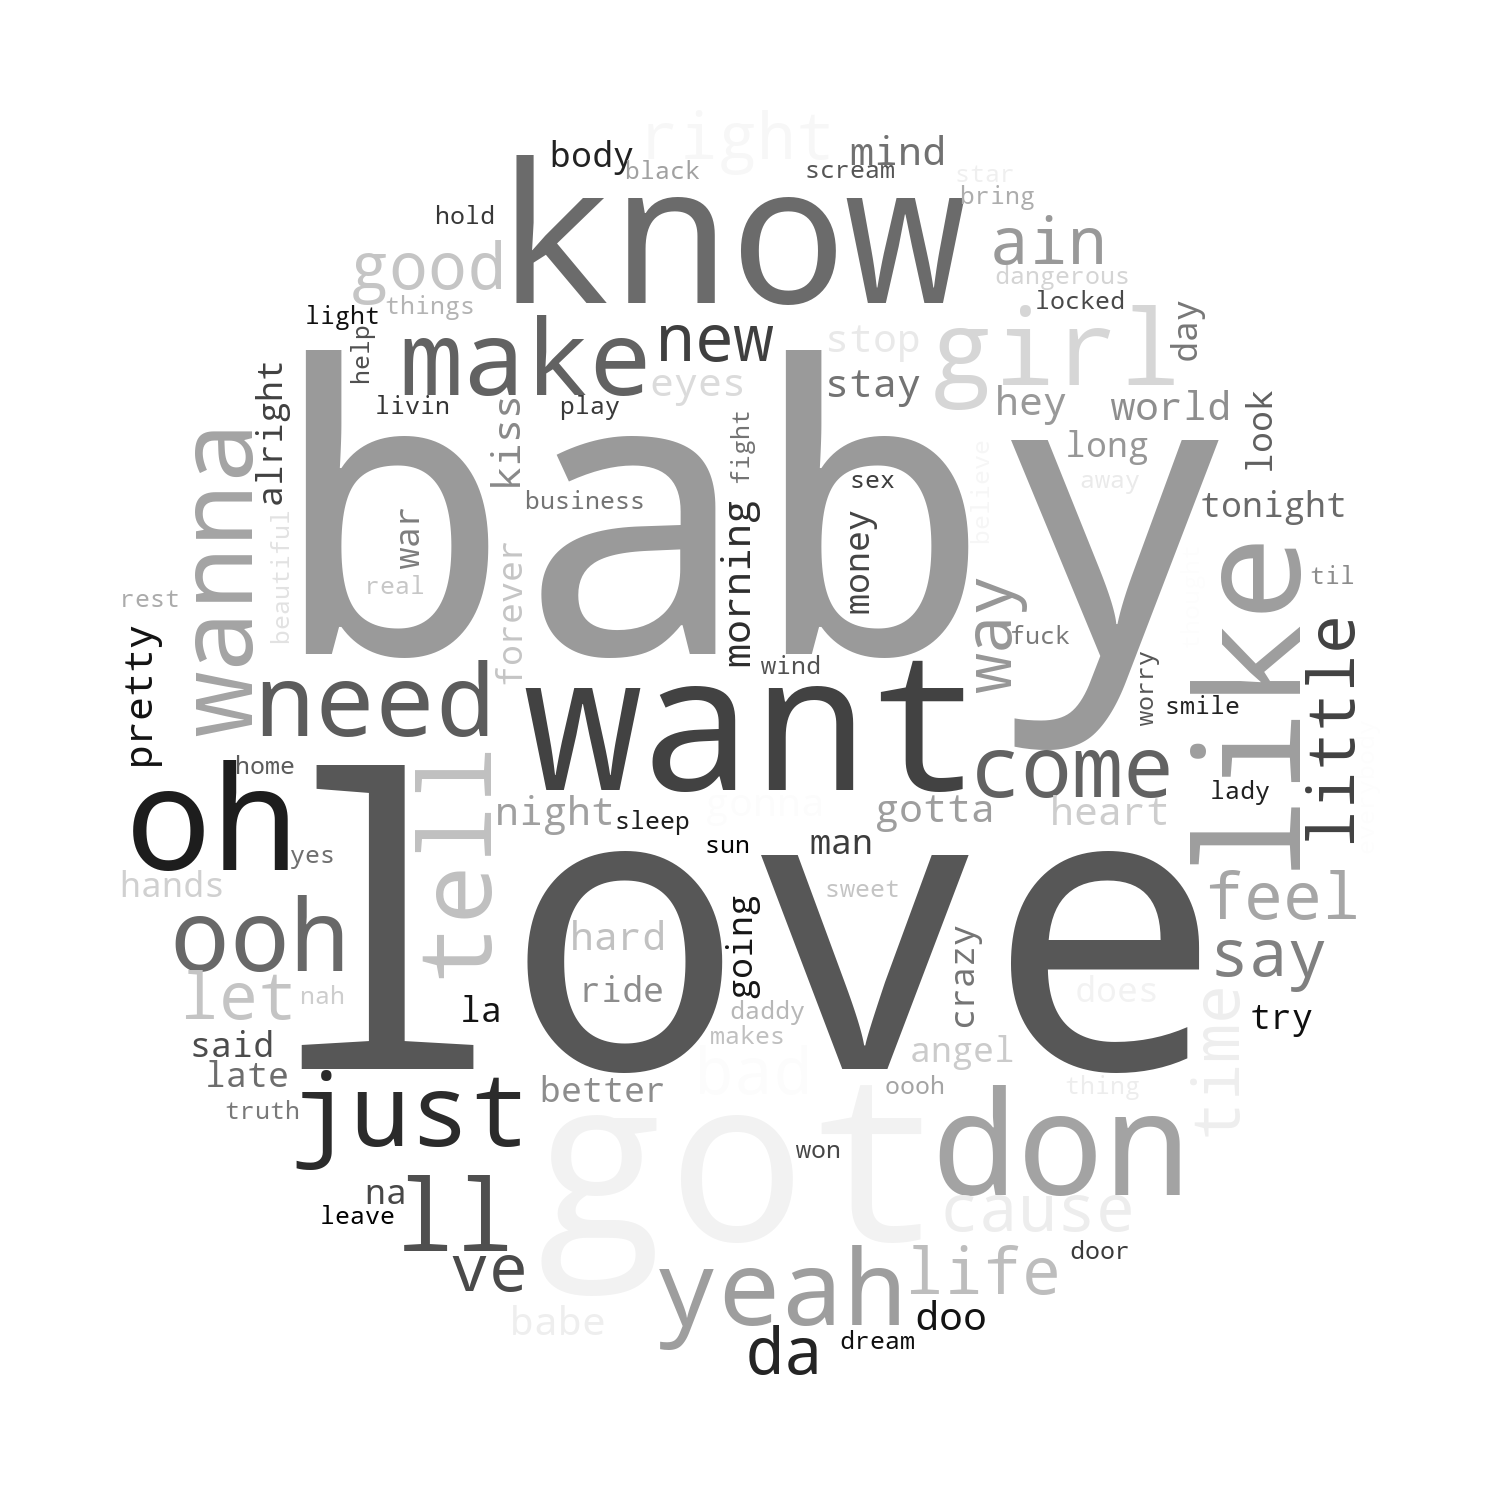 right
body
mind
black
scream
know
star
bring
hold
ain
good
dangerous
things
locked
light
girl
day
help
make
new
stop
eyes
stay
alright
livin
play
kiss
hey
world
look
long
baby
fight
wanna
sex
believe
away
business
tonight
morning
money
war
beautiful
real
forever
way
like
til
rest
pretty
fuck
little
need
wind
want
worry
smile
come
oh
home
tell
lady
night
gonna
gotta
heart
sleep
sun
man
yes
love
hands
sweet
feel
ooh
hard
going
crazy
say
let
nah
ride
does
la
daddy
time
try
said
makes
angel
late
bad
just
better
oooh
thing
truth
got
don
won
na
ll
leave
cause
ve
yeah
life
door
babe
doo
da
dream